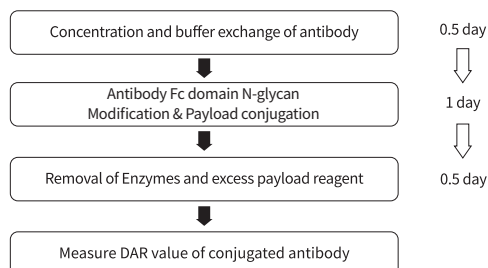 Concentration and buffer exchange of antibody
0.5 day
Antibody Fc domain N-glycan
Modification & Payload conjugation
1 day
Removal of Enzymes and excess payload reagent
0.5 day
Measure DAR value of conjugated antibody